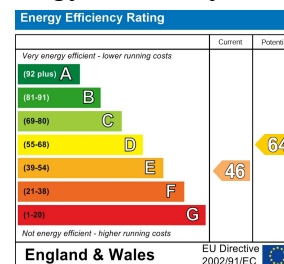 Energy Efficiency Rating
Current Potenti
Very energy efficient - lower running costs
(92 plus) A
(81-91) B
(69-80) C
(55-68) D 64
(39-54) E 46
(21-38) F
(1-20) G
Not energy efficient - higher running costs
England & Wales
EU Directive
2002/91/EC